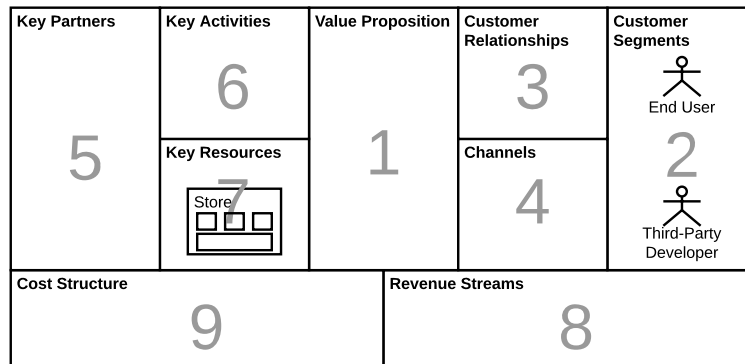 Key Partners
5
Key Activities
6
Key Resources
7
Store
Value Proposition
1
Customer
Relationships
3
Channels
4
Customer
Segments
End User
2
Third-Party
Developer
Cost Structure
9
Revenue Streams
8